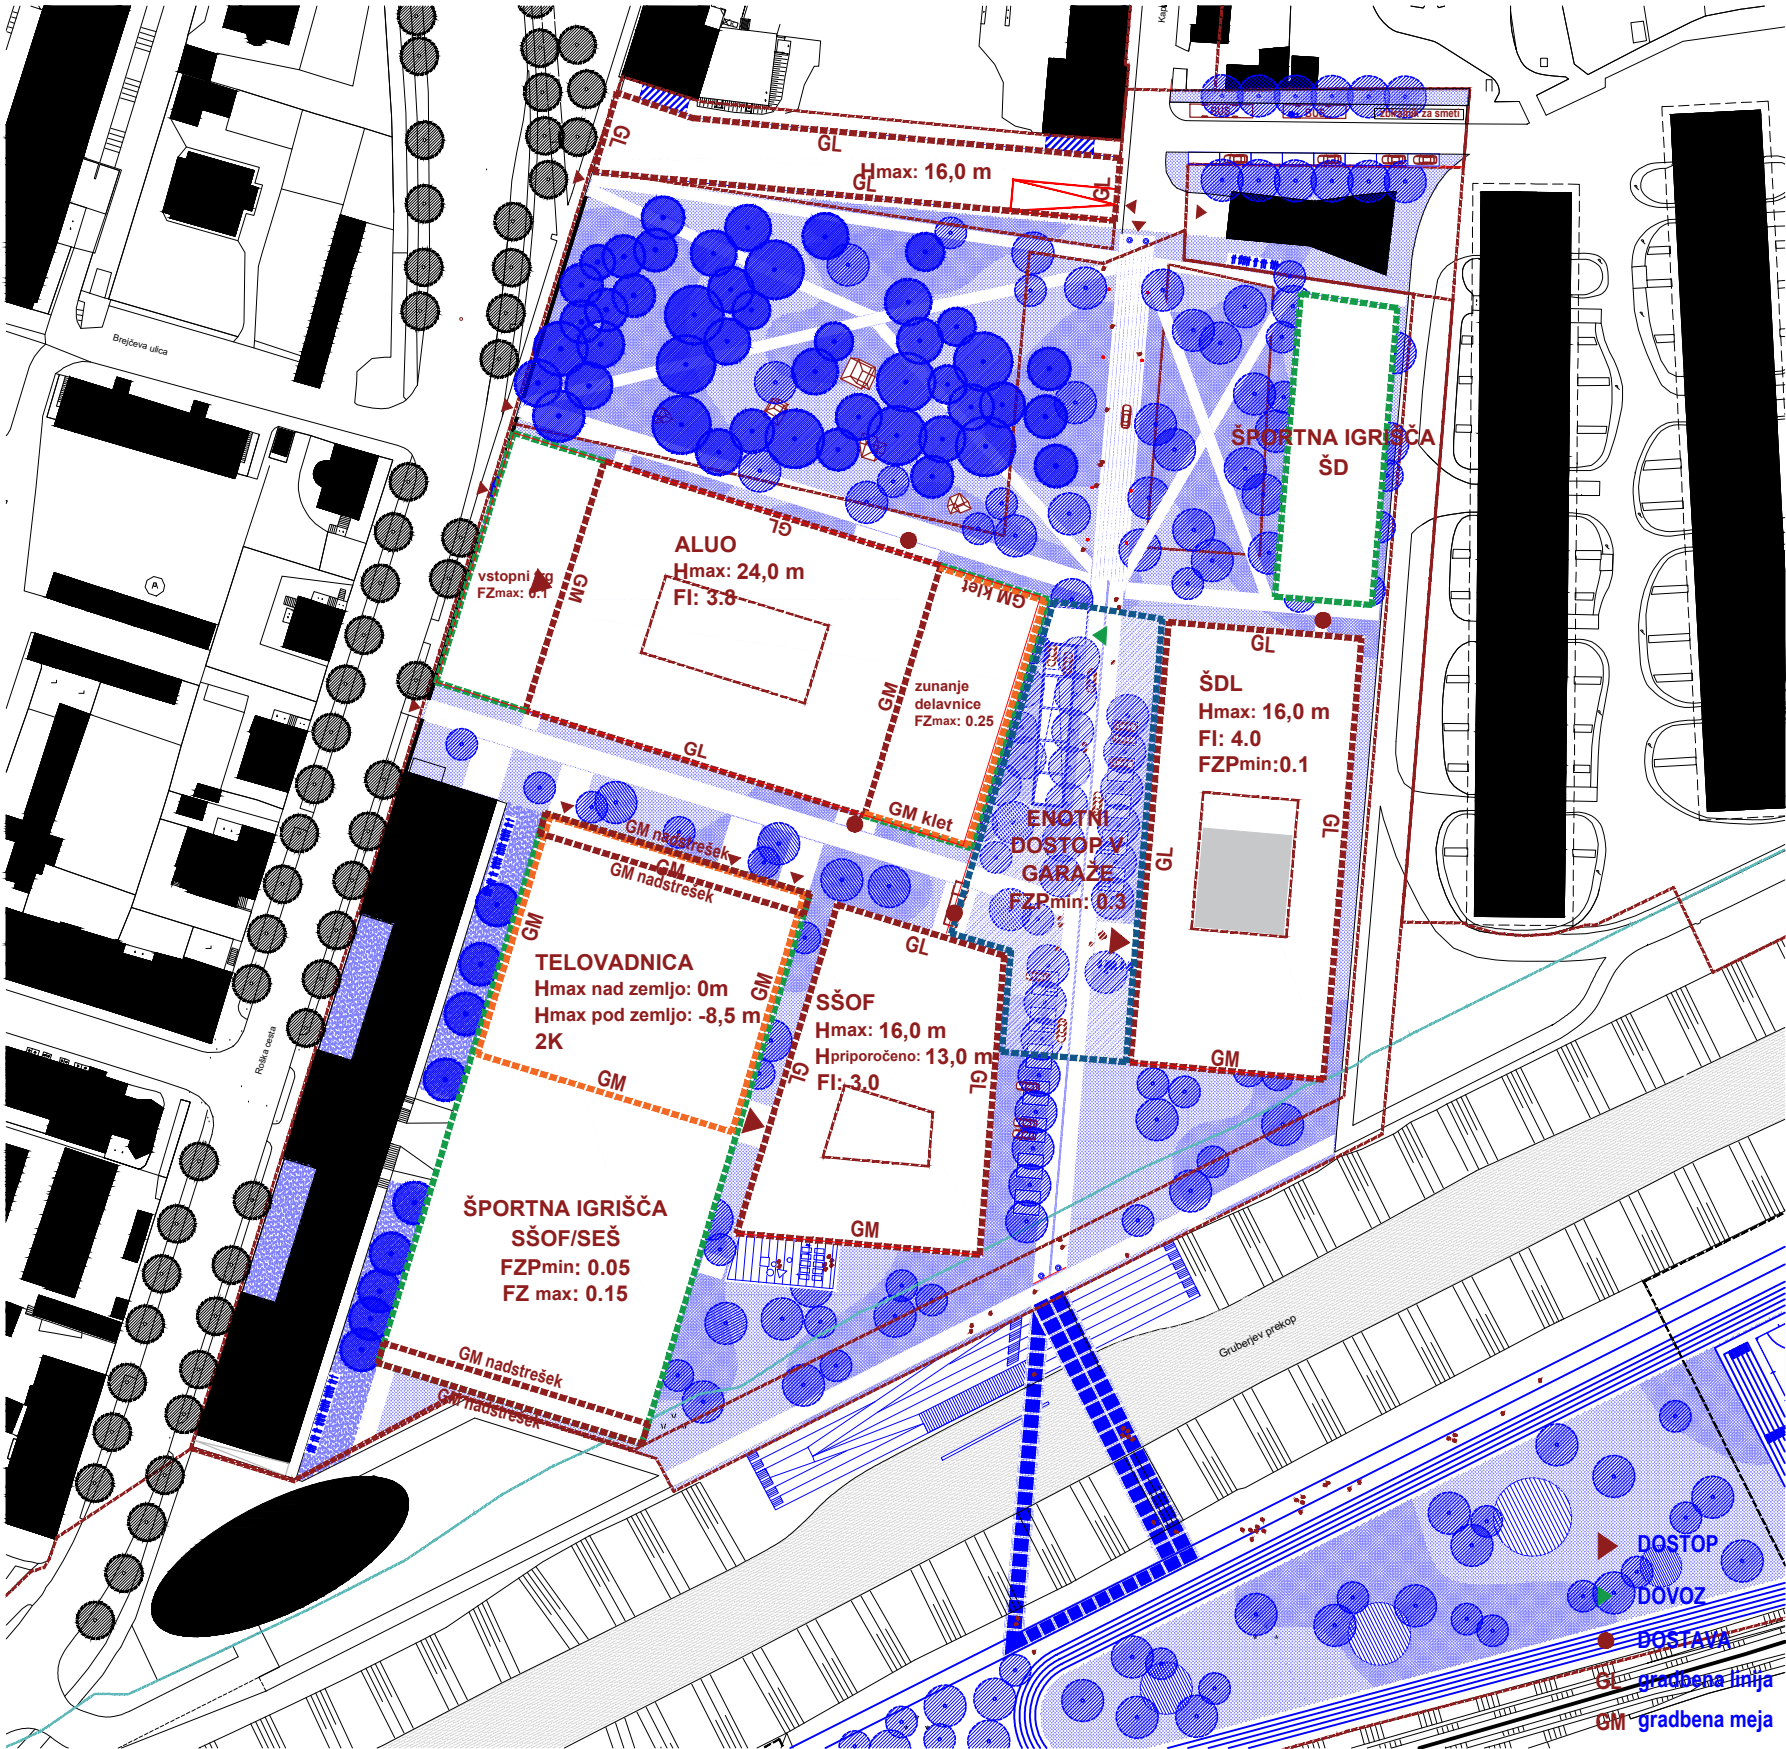 Zbiralnik za smeti
GL
GL
Hmax: 16,0 m
GL
GL
Brejčeva ulica
ŠPORTNA IGRIŠČA
ŠD
GL
ALUO
Hmax: 24,0 m
FI: 3.8
vstopni trg
FZmax: 0.1
GM
GM klet
GL
ŠDL
Hmax: 16,0 m
FI: 4.0
FZPmin:0.1
GM
zunanje
delavnice
FZmax: 0.25
GL
GM klet
GL
GL
ENOTNI
DOSTOP V
GARAŽE
FZPmin: 0.3
GM nadstrešek
GM
GM nadstrešek
GM
GL
TELOVADNICA
Hmax nad zemljo: 0m
Hmax pod zemljo: -8,5 m
2K
GM
SŠOF
Hmax: 16,0 m
Hpriporočeno: 13,0 m
FI: 3.0
GL
GL
GM
GM
Roška cesta
ŠPORTNA IGRIŠČA
SŠOF/SEŠ
FZPmin: 0.05
FZ max: 0.15
GM
GM nadstrešek
GM nadstrešek
Gruberjev prekop
DOSTOP
DOVOZ
DOSTAVA
GL gradbena linija
GM gradbena meja